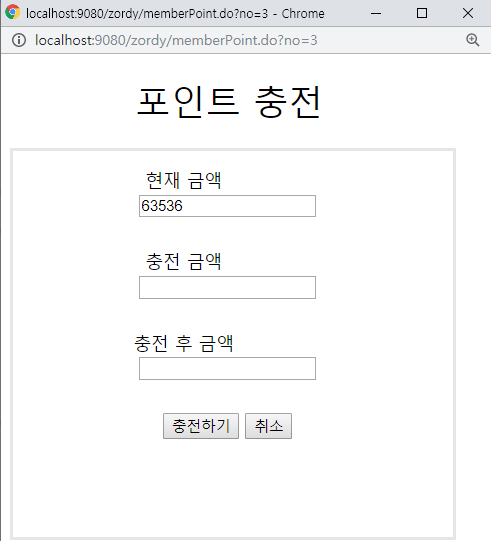 localhost:9080/zordy/memberPoint.do?no=3 - Chrome
localhost:9080/zordy/memberPoint.do?no=3
포인트 충전
현재 금액
63536
충전 금액
충전 후 금액
충전하기 취소